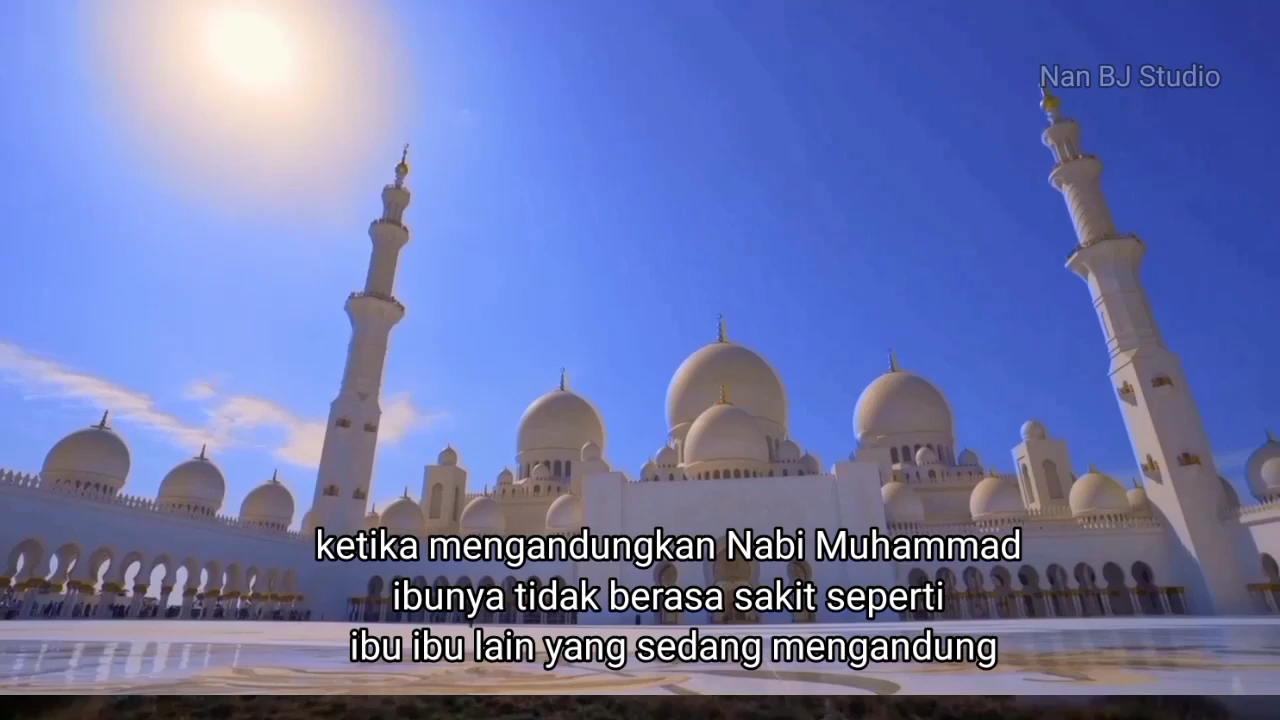 Nan BJ Studio
ketika mengandungkan Nabi Muhammad
ibunya tidak berasa sakit seperti
ibu ibu lain yang sedang mengandung